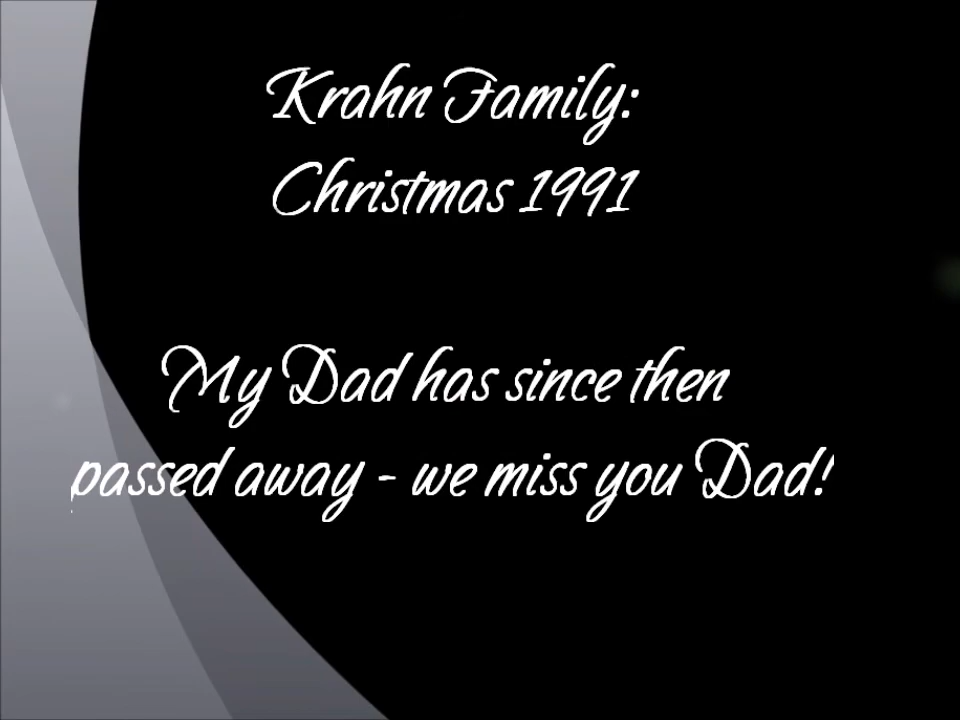 Krahn Family:
Christmas 1991
My Dad has since then
passed away - we miss you Dad!